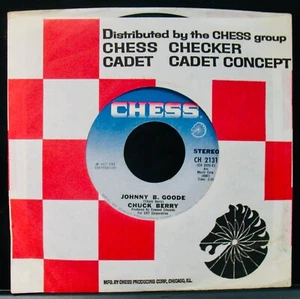 Distributed by the CHESS group
CHESS CHECKER
CADET CADET CONCEPT
CHESS
STEREO
CH 2131
JOHNNY B. GOODE
CHUCK BERRY
MFG. BY CHESS PRODUCING CORP., CHICAGO, ILL.